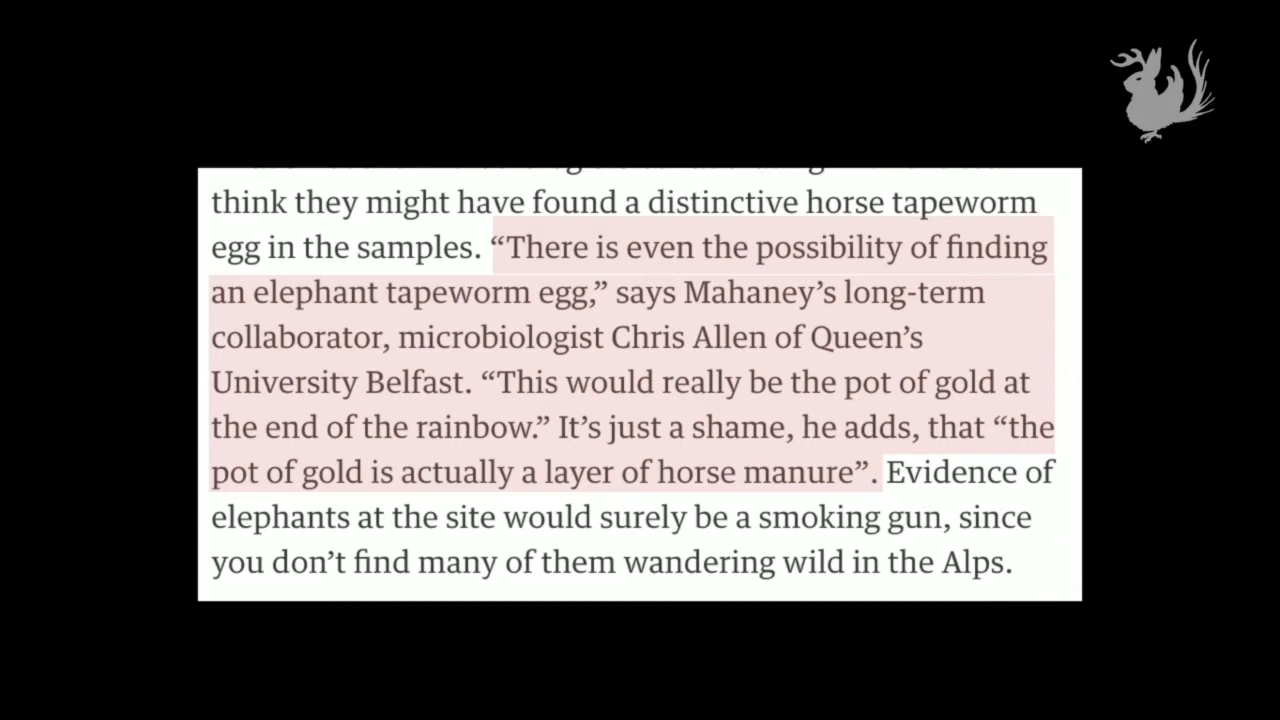 think they might have found a distinctive horse tapeworm
egg in the samples. “There is even the possibility of finding
an elephant tapeworm egg,” says Mahaney’s long-term
collaborator, microbiologist Chris Allen of Queen’s
University Belfast. “This would really be the pot of gold at
the end of the rainbow.” It’s just a shame, he adds, that “the
pot of gold is actually a layer of horse manure”. Evidence of
elephants at the site would surely be a smoking gun, since
you don’t find many of them wandering wild in the Alps.